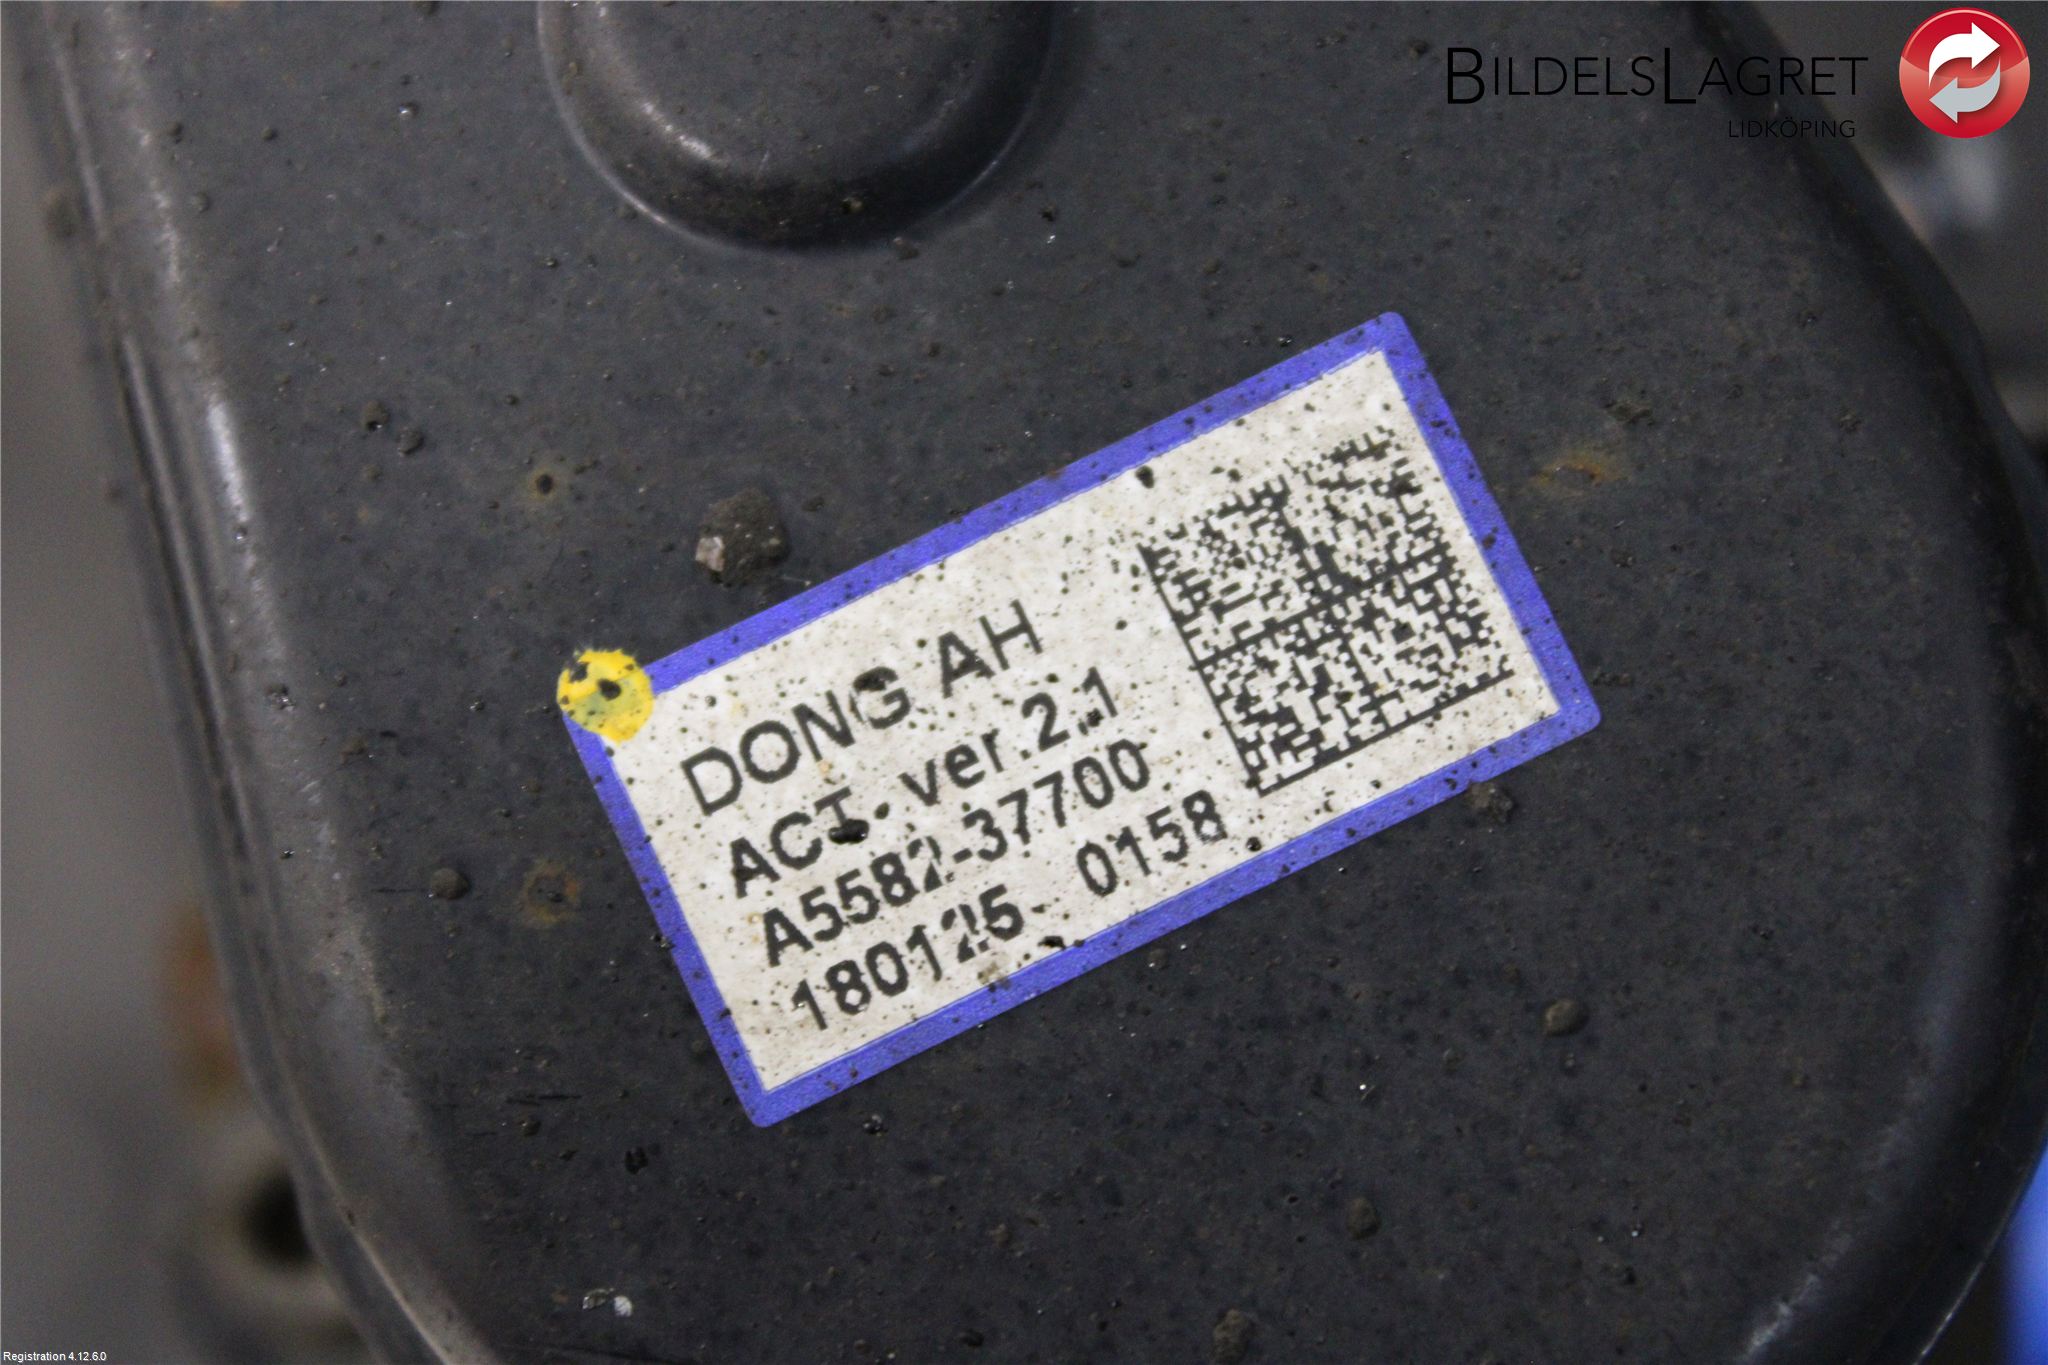 BILDELSLAGRET
LIDKÖPING
DONG AH
ACT. ver.2.1
A5582-37700
180125 0158
Registration 4.12.6.0